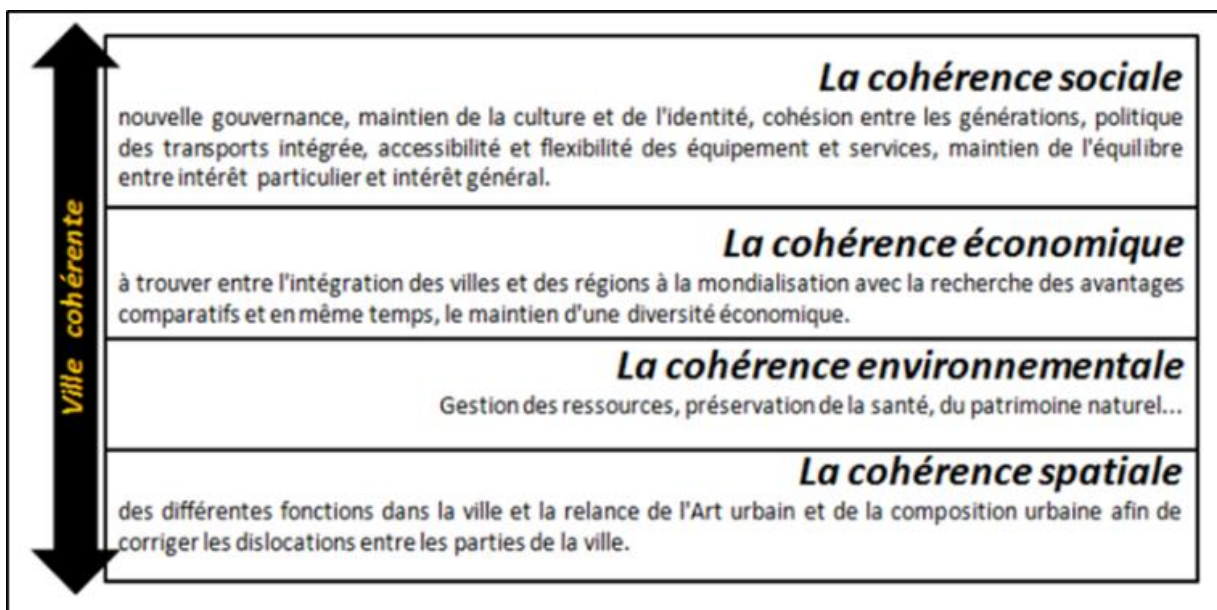 Ville cohérente
La cohérence sociale
nouvelle gouvernance, maintien de la culture et de l'identité, cohésion entre les générations, politique
des transports intégrée, accessibilité et flexibilité des équipement et services, maintien de l'équilibre
entre intérêt particulier et intérêt général.
La cohérence économique
à trouver entre l'intégration des villes et des régions à la mondialisation avec la recherche des avantages
comparatifs et en même temps, le maintien d'une diversité économique.
La cohérence environnementale
Gestion des ressources, préservation de la santé, du patrimoine naturel...
La cohérence spatiale
des différentes fonctions dans la ville et la relance de l'Art urbain et de la composition urbaine afin de
corriger les dislocations entre les parties de la ville.